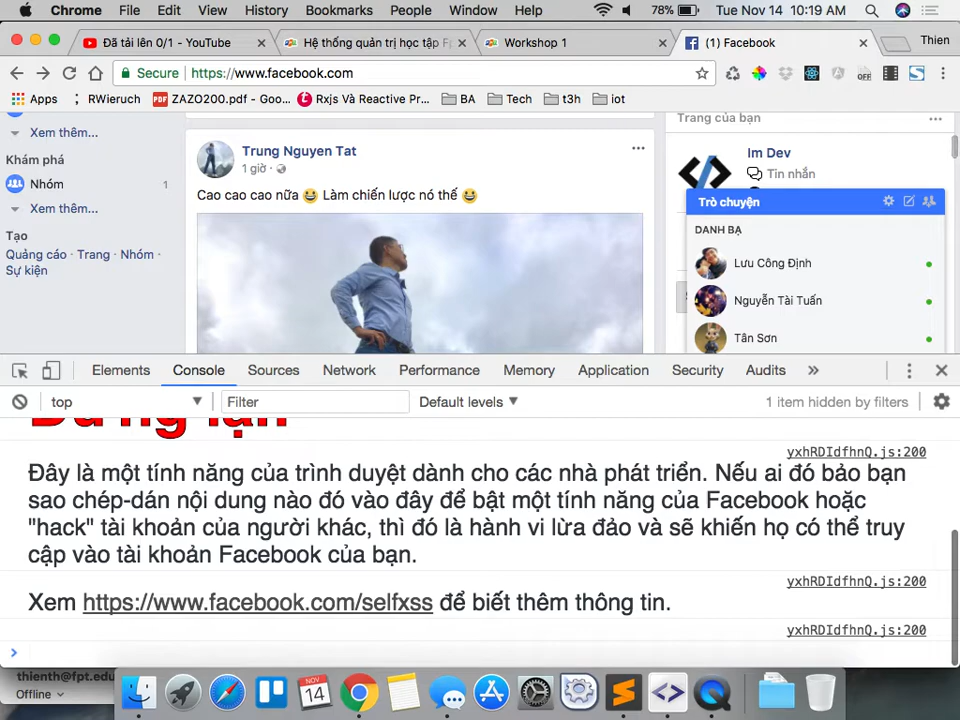 Chrome File Edit View History Bookmarks People Window Help 78% Tue Nov 14 10:19 AM
Đã tải lên 0/1 - YouTube
Hệ thống quản trị học tập F
Workshop 1
(1) Facebook
Thien
Secure https://www.facebook.com
OFF
Apps
RWieruch
PDF ZAZO200.pdf - Goo...
Rxjs Và Reactive Pr...
BA
Tech
t3h
iot
Xem thêm...
Khám phá
Nhóm 1
Xem thêm...
Tạo
Quảng cáo · Trang · Nhóm ·
Sự kiện
Trung Nguyen Tat
1 giờ ·
Cao cao cao nữa 😆 Làm chiến lược nó thế 😆
Trang của bạn
Im Dev
Tin nhắn
Trò chuyện
DANH BẠ
Lưu Công Định
Nguyễn Tài Tuấn
Tân Sơn
Elements Console Sources Network Performance Memory Application Security Audits »
top Filter Default levels 1 item hidden by filters
Dừng lại
yxhRDIdfhnQ.js:200
Đây là một tính năng của trình duyệt dành cho các nhà phát triển. Nếu ai đó bảo bạn
sao chép-dán nội dung nào đó vào đây để bật một tính năng của Facebook hoặc
"hack" tài khoản của người khác, thì đó là hành vi lừa đảo và sẽ khiến họ có thể truy
cập vào tài khoản Facebook của bạn.
yxhRDIdfhnQ.js:200
Xem https://www.facebook.com/selfxss để biết thêm thông tin.
yxhRDIdfhnQ.js:200
>
thienth@fpt.edu
Offline
NOV
14